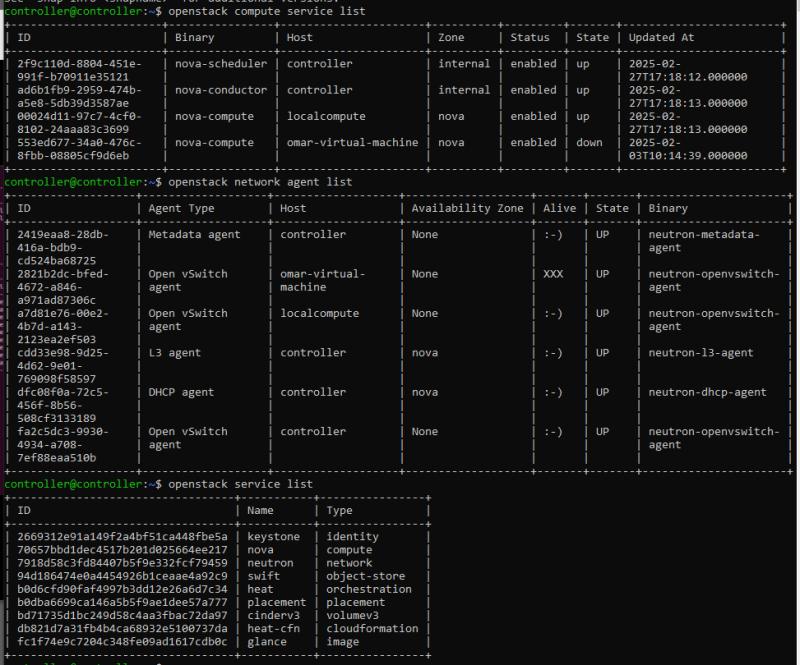 see 'snap info <snapname>' for additional versions.
controller@controller:~$ openstack compute service list
+--------------------+----------------+----------------------+----------+---------+-------+--------------------+
| ID | Binary | Host | Zone | Status | State | Updated At |
+--------------------+----------------+----------------------+----------+---------+-------+--------------------+
| 2f9c110d-8804-451e- | nova-scheduler | controller | internal | enabled | up | 2025-02- |
| 991f-b70911e35121 | | | | | | 27T17:18:12.000000 |
| ad6b1fb9-2959-474b- | nova-conductor | controller | internal | enabled | up | 2025-02- |
| a5e8-5db39d3587ae | | | | | | 27T17:18:13.000000 |
| 00024d11-97c7-4cf0- | nova-compute | localcompute | nova | enabled | up | 2025-02- |
| 8102-24aaa83c3699 | | | | | | 27T17:18:13.000000 |
| 553ed677-34a0-476c- | nova-compute | omar-virtual-machine | nova | enabled | down | 2025-02- |
| 8fbb-08805cf9d6eb | | | | | | 03T10:14:39.000000 |
+--------------------+----------------+----------------------+----------+---------+-------+--------------------+
controller@controller:~$ openstack network agent list
+-------------------+-------------------+-------------------+-------------------+-------+-------+----------------------+
| ID | Agent Type | Host | Availability Zone | Alive | State | Binary |
+-------------------+-------------------+-------------------+-------------------+-------+-------+----------------------+
| 2419eaa8-28db- | Metadata agent | controller | None | :-) | UP | neutron-metadata- |
| 416a-bdb9- | | | | | | agent |
| cd524ba68725 | | | | | | |
| 2821b2dc-bfed- | Open vSwitch | omar-virtual- | None | XXX | UP | neutron-openvswitch- |
| 4672-a846- | agent | machine | | | | agent |
| a971ad87306c | | | | | | |
| a7d81e76-00e2- | Open vSwitch | localcompute | None | :-) | UP | neutron-openvswitch- |
| 4b7d-a143- | agent | | | | | agent |
| 2123ea2ef503 | | | | | | |
| cdd33e98-9d25- | L3 agent | controller | nova | :-) | UP | neutron-l3-agent |
| 4d62-9e01- | | | | | | |
| 769098f58597 | | | | | | |
| dfc08f0a-72c5- | DHCP agent | controller | nova | :-) | UP | neutron-dhcp-agent |
| 456f-8b56- | | | | | | |
| 508cf3133189 | | | | | | |
| fa2c5dc3-9930- | Open vSwitch | controller | None | :-) | UP | neutron-openvswitch- |
| 4934-a708- | agent | | | | | agent |
| 7ef88eaa510b | | | | | | |
+-------------------+-------------------+-------------------+-------------------+-------+-------+----------------------+
controller@controller:~$ openstack service list
+----------------------------------+-----------+----------------+
| ID | Name | Type |
+----------------------------------+-----------+----------------+
| 2669312e91a149f2a4bf51ca448fbe5a | keystone | identity |
| 70657bbd1dec4517b201d025664ee217 | nova | compute |
| 7918d58c3fd84407b5f9e332fcf79459 | neutron | network |
| 94d186474e0a4454926b1ceaae4a92c9 | swift | object-store |
| b0d6cfd90faf4997b3dd12e26a6d7c34 | heat | orchestration |
| b0dba6699ca146a5b5f9ae1dee57a777 | placement | placement |
| bd71735d1bc249d58c4aa3fbac72da97 | cinderv3 | volumev3 |
| db821d7a31fb4b4ca68932e5100737da | heat-cfn | cloudformation |
| fc1f74e9c7204c348fe09ad1617cdb0c | glance | image |
+----------------------------------+-----------+----------------+